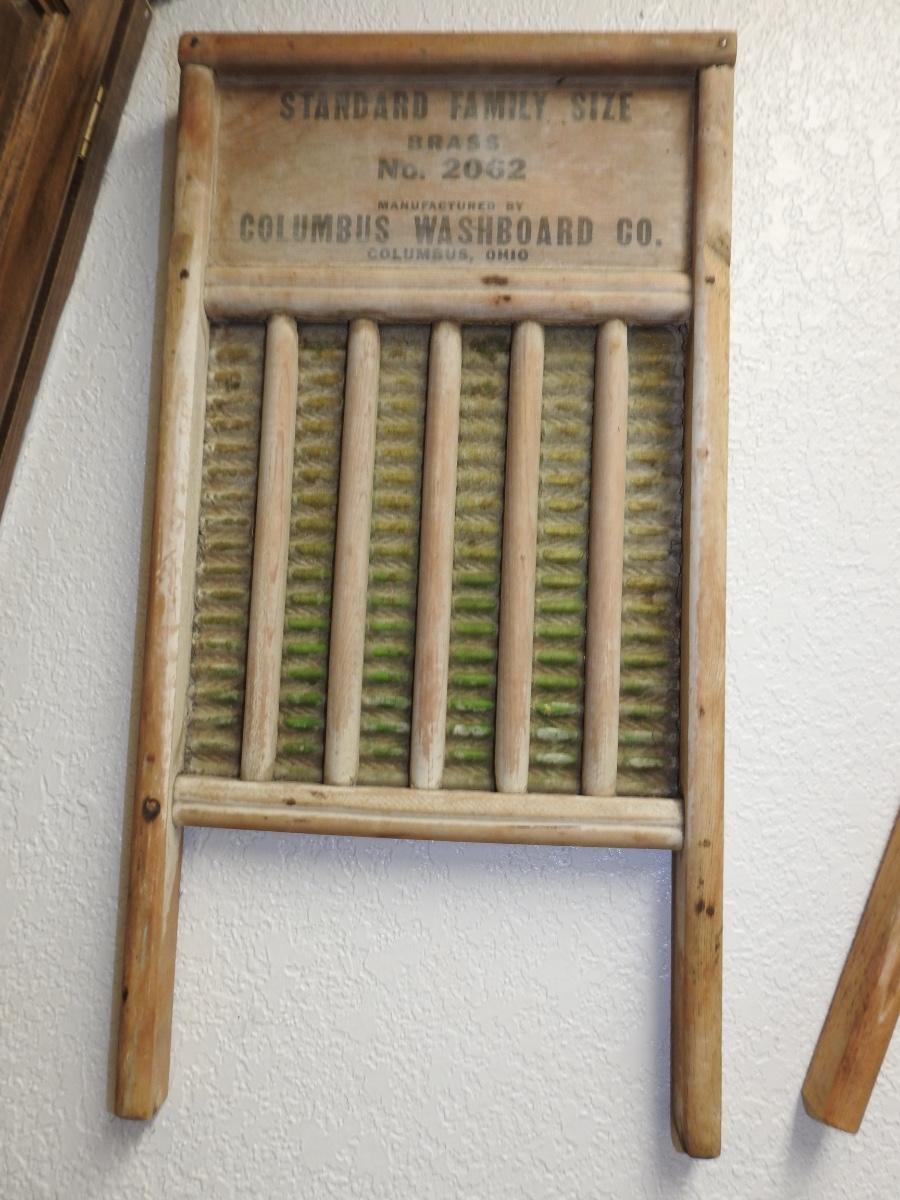 STANDARD FAMILY SIZE
BRASS
No. 2062
MANUFACTURED BY
COLUMBUS WASHBOARD CO.
COLUMBUS, OHIO